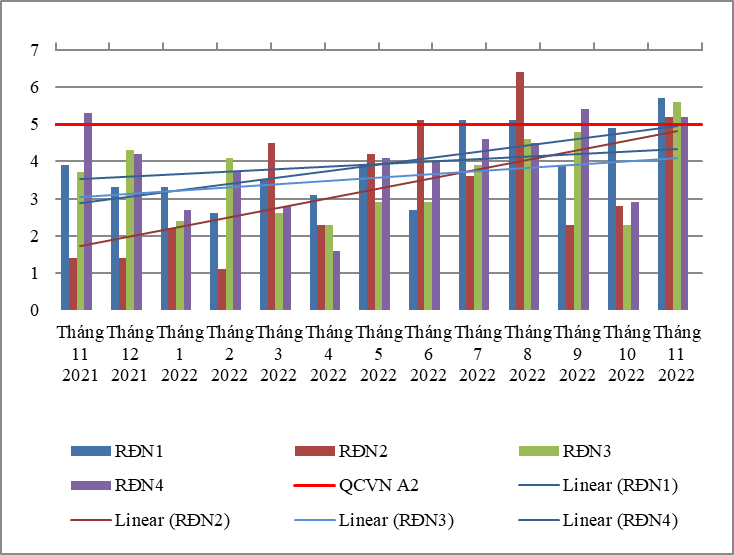 7
6
5
4
3
2
1
0
Tháng Tháng Tháng Tháng Tháng Tháng Tháng Tháng Tháng Tháng Tháng Tháng Tháng
11 12 1 2 3 4 5 6 7 8 9 10 11
2021 2021 2022 2022 2022 2022 2022 2022 2022 2022 2022 2022 2022
RĐN1 RĐN2 RĐN3
RĐN4 QCVN A2 Linear (RĐN1)
Linear (RĐN2) Linear (RĐN3) Linear (RĐN4)